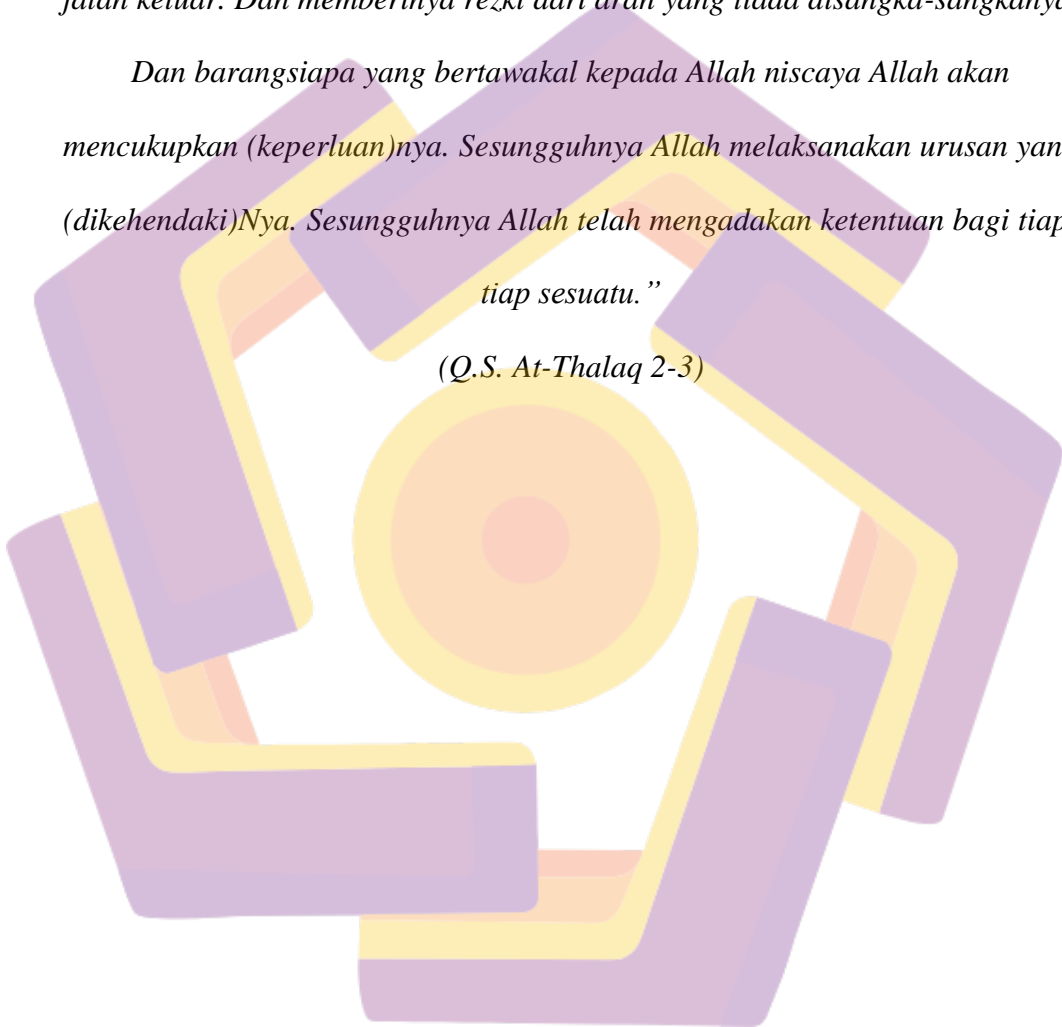 jalan keluar. Dan memberinya rezki dari arah yang tiada disangka-sangkanya
Dan barangsiapa yang bertawakal kepada Allah niscaya Allah akan
mencukupkan (keperluan)nya. Sesungguhnya Allah melaksanakan urusan yan
(dikehendaki)Nya. Sesungguhnya Allah telah mengadakan ketentuan bagi tiap
tiap sesuatu.”
(Q.S. At-Thalaq 2-3)